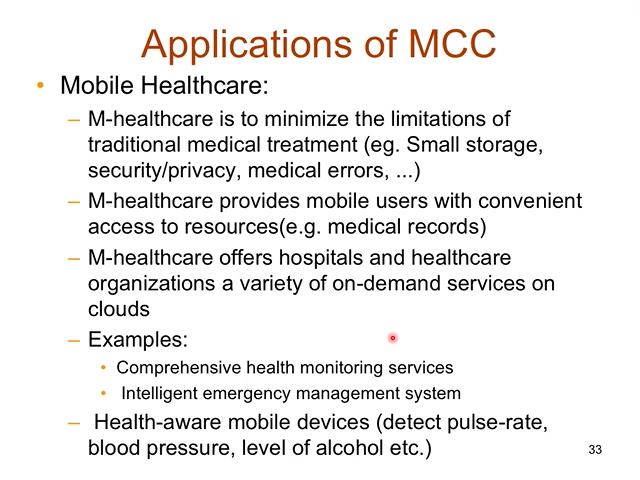 Applications of MCC
• Mobile Healthcare:
– M-healthcare is to minimize the limitations of
traditional medical treatment (eg. Small storage,
security/privacy, medical errors, ...)
– M-healthcare provides mobile users with convenient
access to resources(e.g. medical records)
– M-healthcare offers hospitals and healthcare
organizations a variety of on-demand services on
clouds
– Examples:
• Comprehensive health monitoring services
• Intelligent emergency management system
– Health-aware mobile devices (detect pulse-rate,
blood pressure, level of alcohol etc.)
33